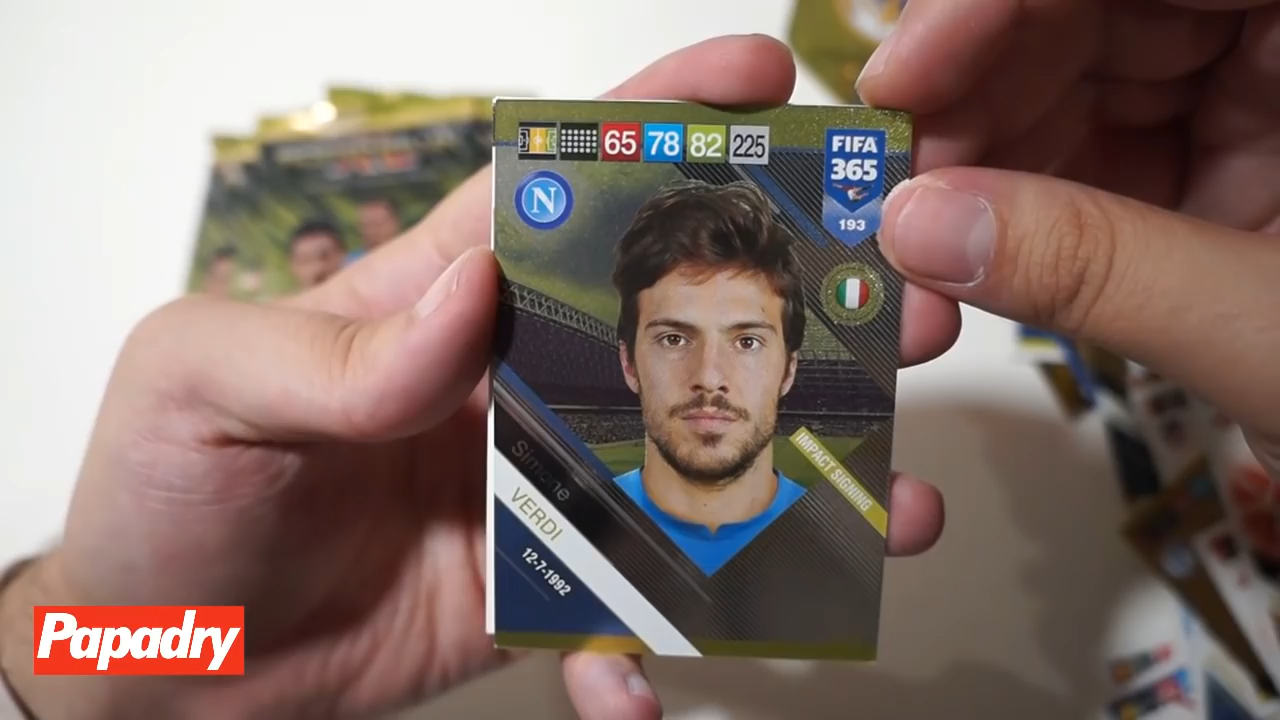 65 78 82 225
FIFA
365
193
N
IMPACT SIGNING
Simone
VERDI
12-7-1992
Papadry